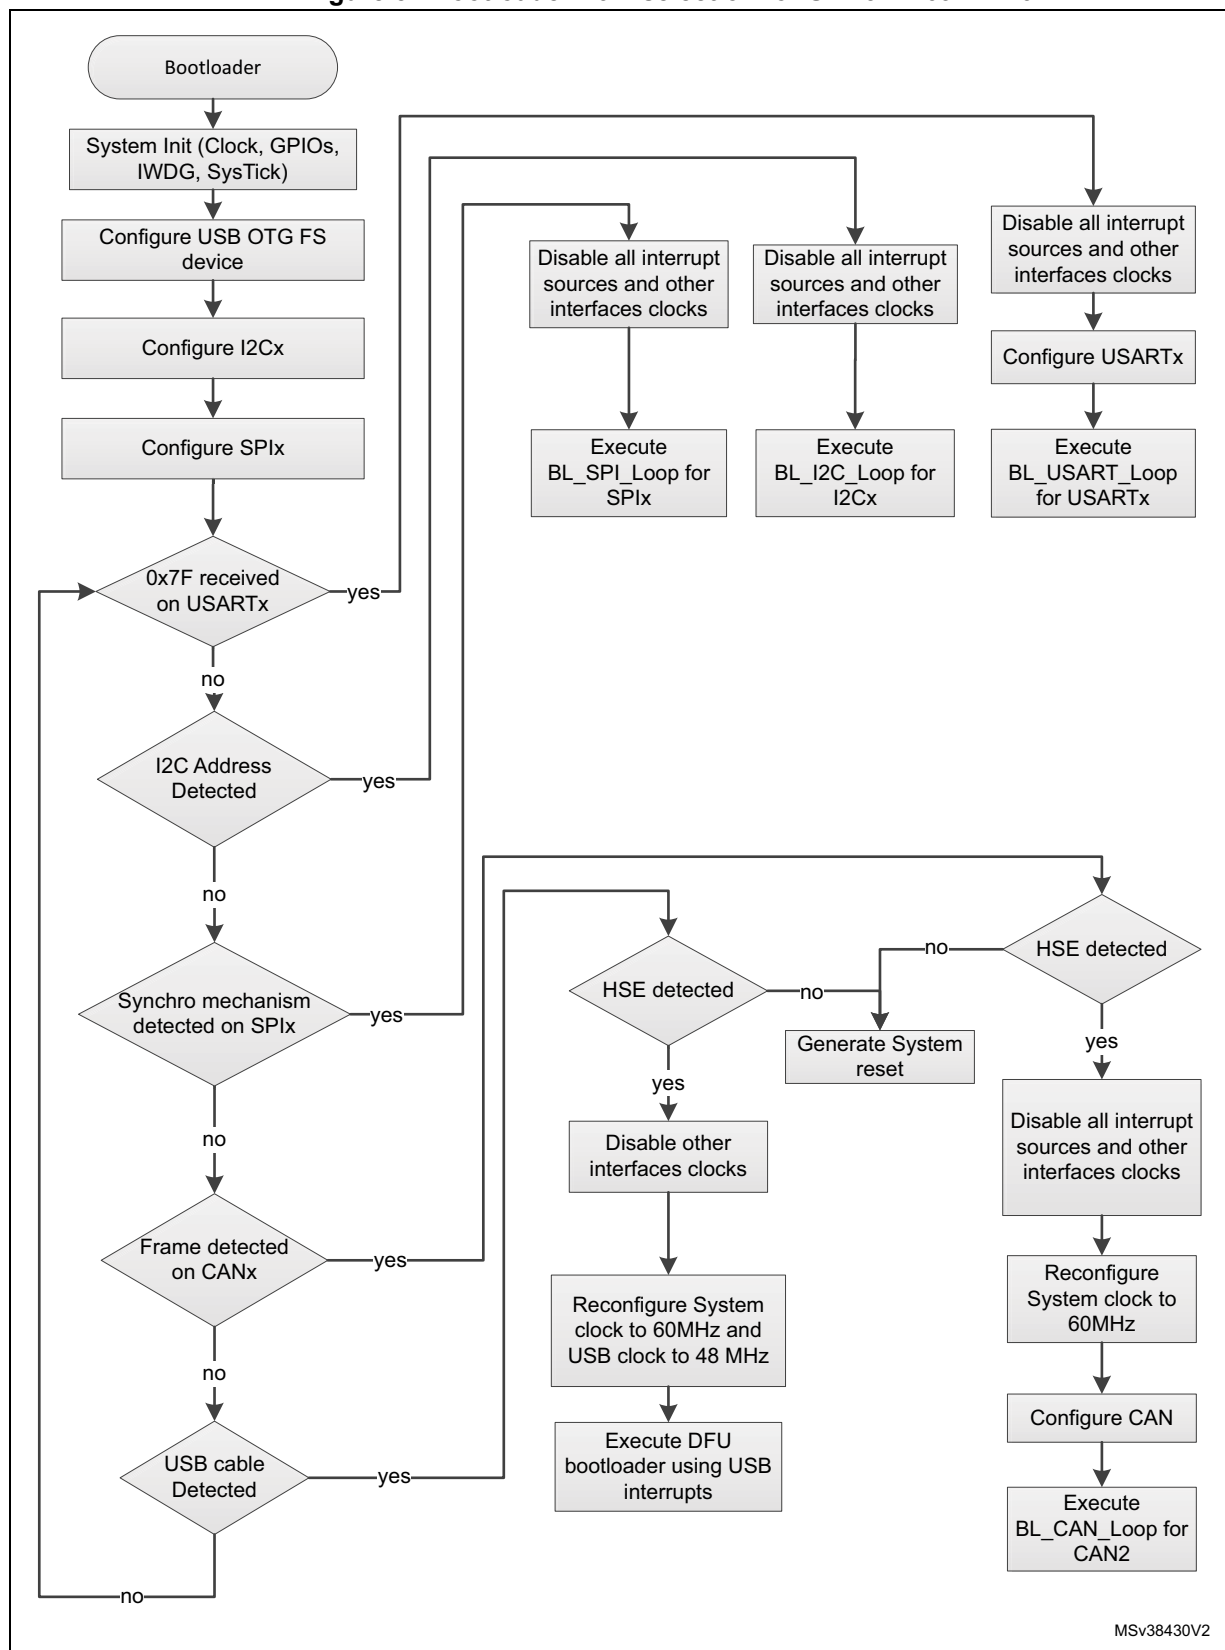 Bootloader
System Init (Clock, GPIOs,
IWDG, SysTick)
Configure USB OTG FS
device
Configure I2Cx
Configure SPIx
0x7F received
on USARTx
yes
no
I2C Address
Detected
yes
no
Synchro mechanism
detected on SPIx
yes
no
Frame detected
on CANx
yes
no
USB cable
Detected
yes
no
Disable all interrupt
sources and other
interfaces clocks
Execute
BL_SPI_Loop for
SPIx
Disable all interrupt
sources and other
interfaces clocks
Execute
BL_I2C_Loop for
I2Cx
Disable all interrupt
sources and other
interfaces clocks
Configure USARTx
Execute
BL_USART_Loop
for USARTx
HSE detected
no
yes
Generate System
reset
Disable other
interfaces clocks
Reconfigure System
clock to 60MHz and
USB clock to 48 MHz
Execute DFU
bootloader using USB
interrupts
HSE detected
no
yes
Disable all interrupt
sources and other
interfaces clocks
Reconfigure
System clock to
60MHz
Configure CAN
Execute
BL_CAN_Loop for
CAN2
MSv38430V2